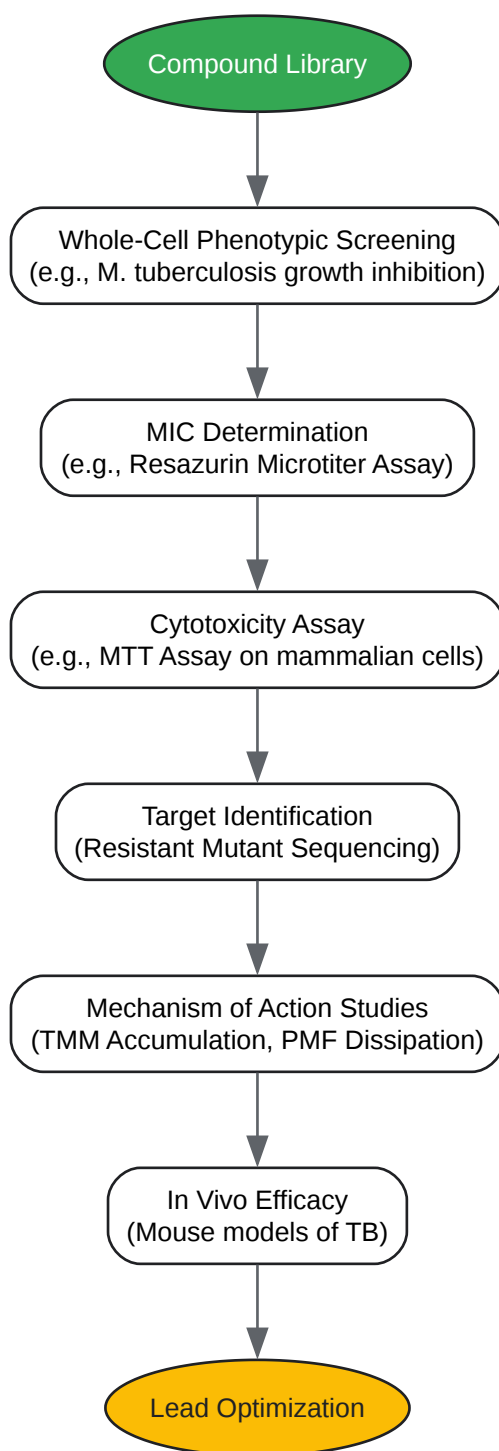 Compound Library
Whole-Cell Phenotypic Screening
(e.g., M. tuberculosis growth inhibition)
MIC Determination
(e.g., Resazurin Microtiter Assay)
Cytotoxicity Assay
(e.g., MTT Assay on mammalian cells)
Target Identification
(Resistant Mutant Sequencing)
Mechanism of Action Studies
(TMM Accumulation, PMF Dissipation)
In Vivo Efficacy
(Mouse models of TB)
Lead Optimization